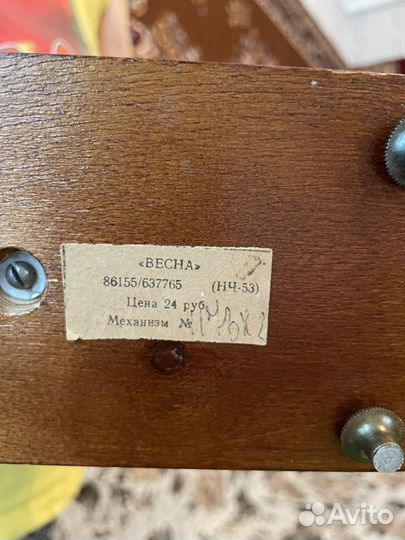 «ВЕСНА»
86155/637765 (НЧ-53)
Цена 24 руб.
Механизм №
Avito